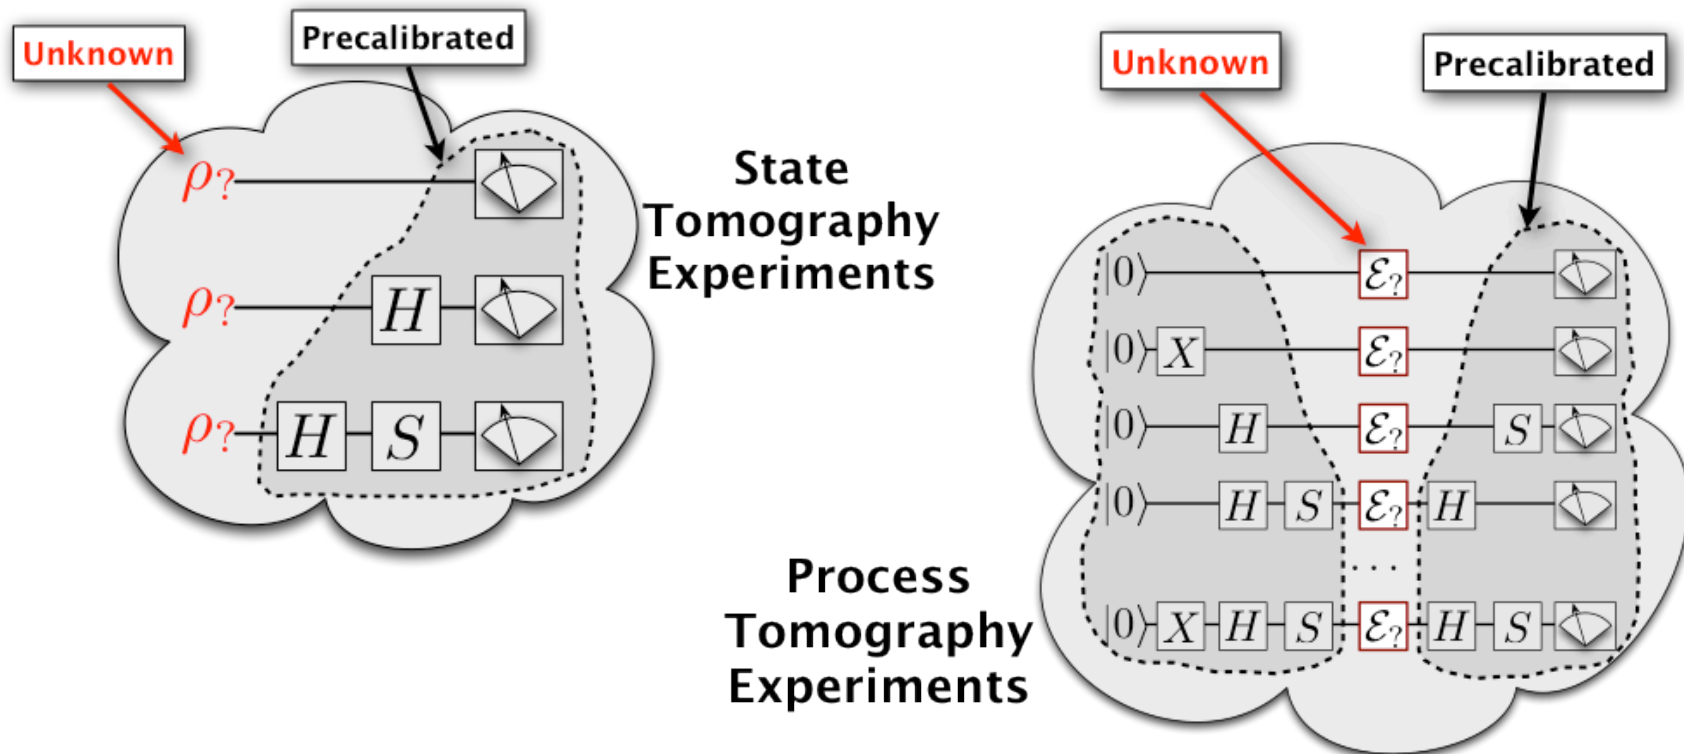 Unknown
Precalibrated
ρ?
ρ? H
ρ? H S
State
Tomography
Experiments
Process
Tomography
Experiments
Unknown
Precalibrated
|0⟩ ℰ?
|0⟩ X ℰ?
|0⟩ H ℰ? S
|0⟩ H S ℰ? H
...
|0⟩ X H S ℰ? H S